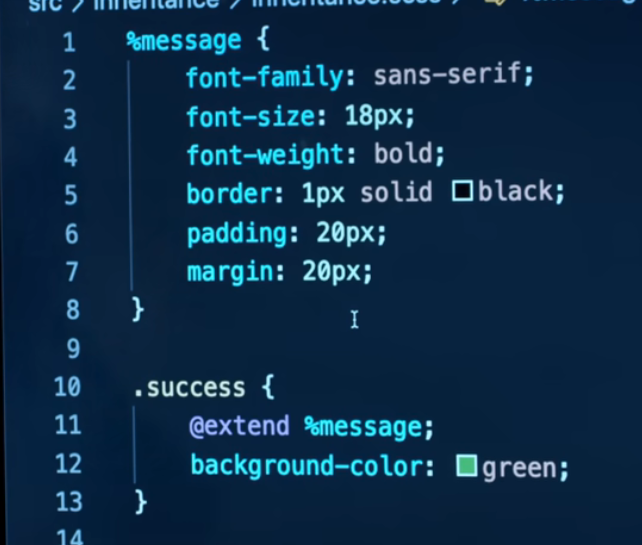 src > inheritance > inheritance.scss >
1 %message {
2 font-family: sans-serif;
3 font-size: 18px;
4 font-weight: bold;
5 border: 1px solid black;
6 padding: 20px;
7 margin: 20px;
8 }
9
10 .success {
11 @extend %message;
12 background-color: green;
13 }
14